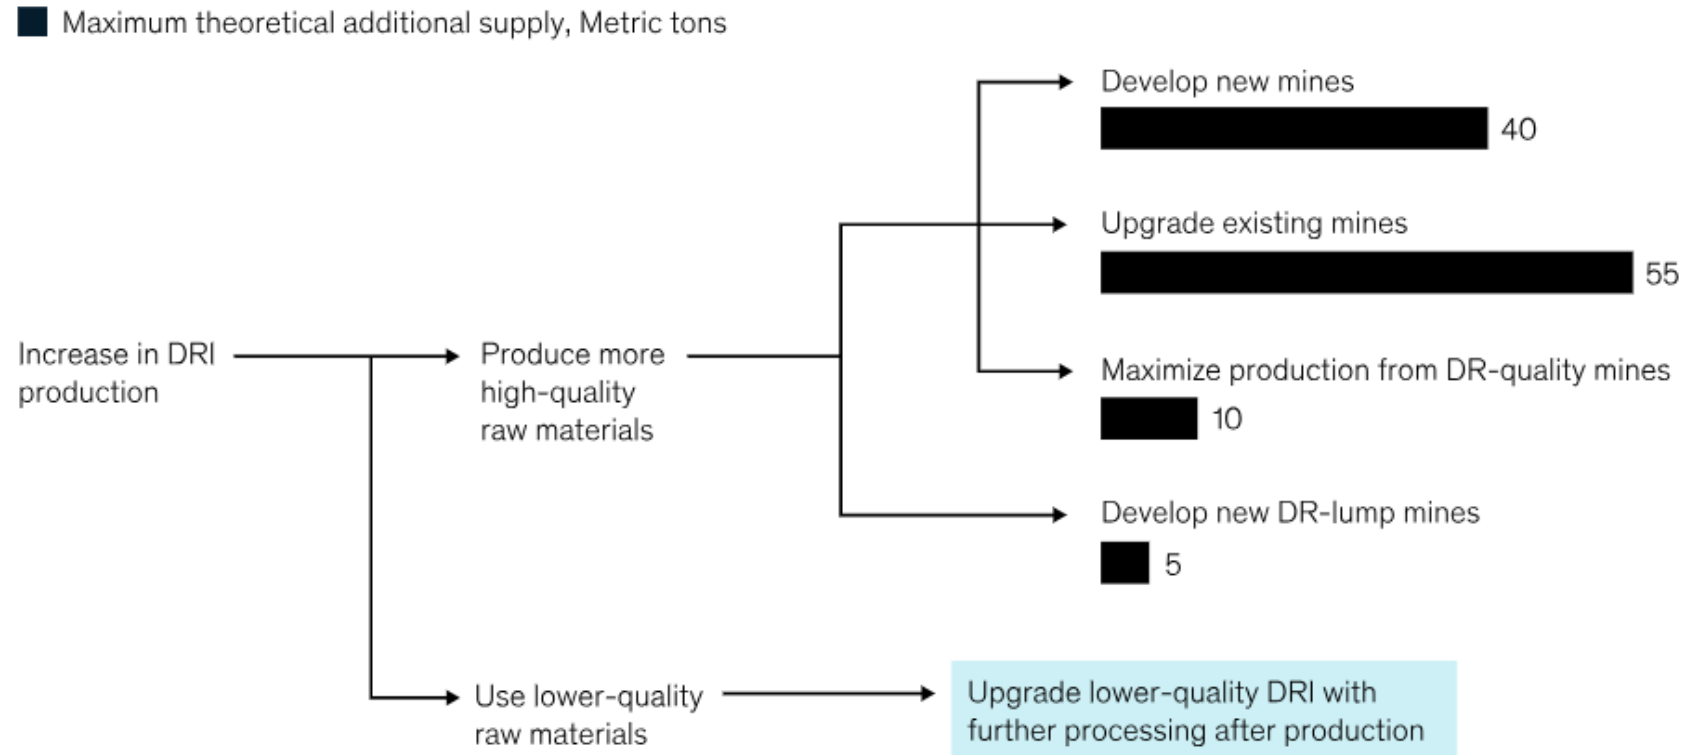 Maximum theoretical additional supply, Metric tons
Develop new mines
40
Upgrade existing mines
55
Increase in DRI
production
Produce more
high-quality
raw materials
Maximize production from DR-quality mines
10
Develop new DR-lump mines
5
Use lower-quality
raw materials
Upgrade lower-quality DRI with
further processing after production